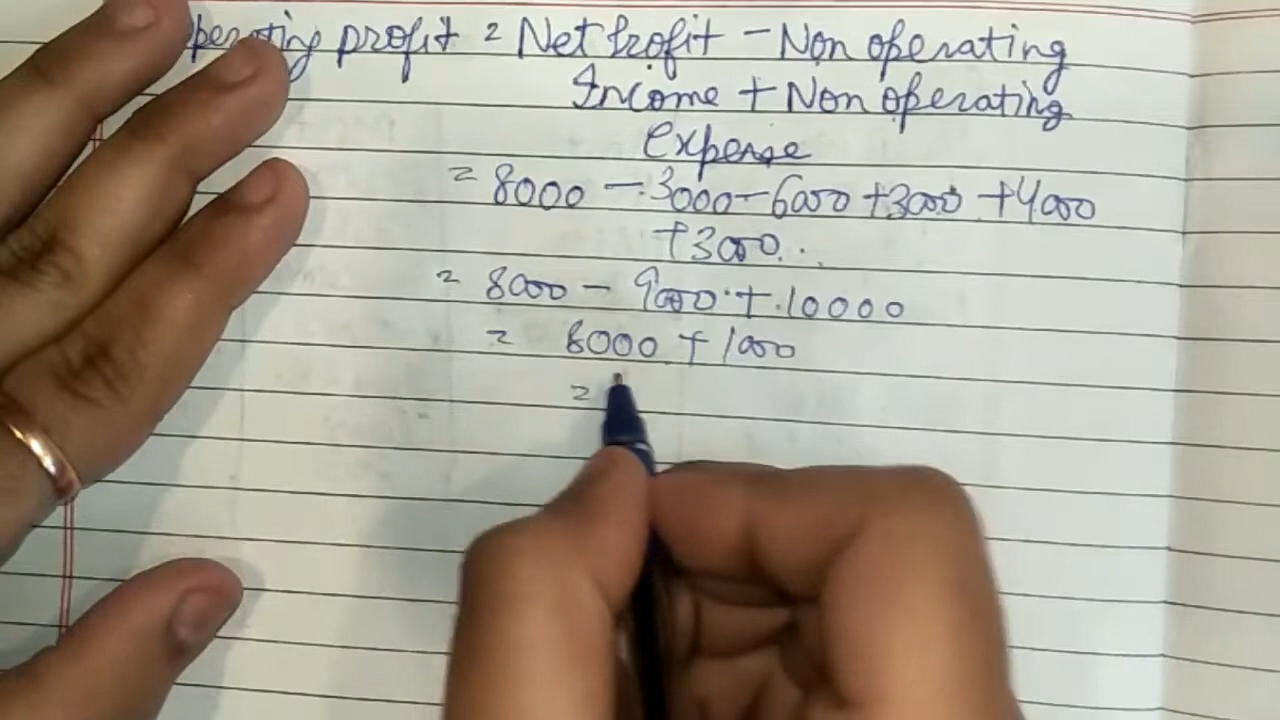 perating profit = Net Profit - Non operating
Income + Non operating
Expense
= 8000 - 3000 - 6000 + 3000 + 4000
+ 3000
= 8000 - 9000 + 10000
= 8000 + 1000
=